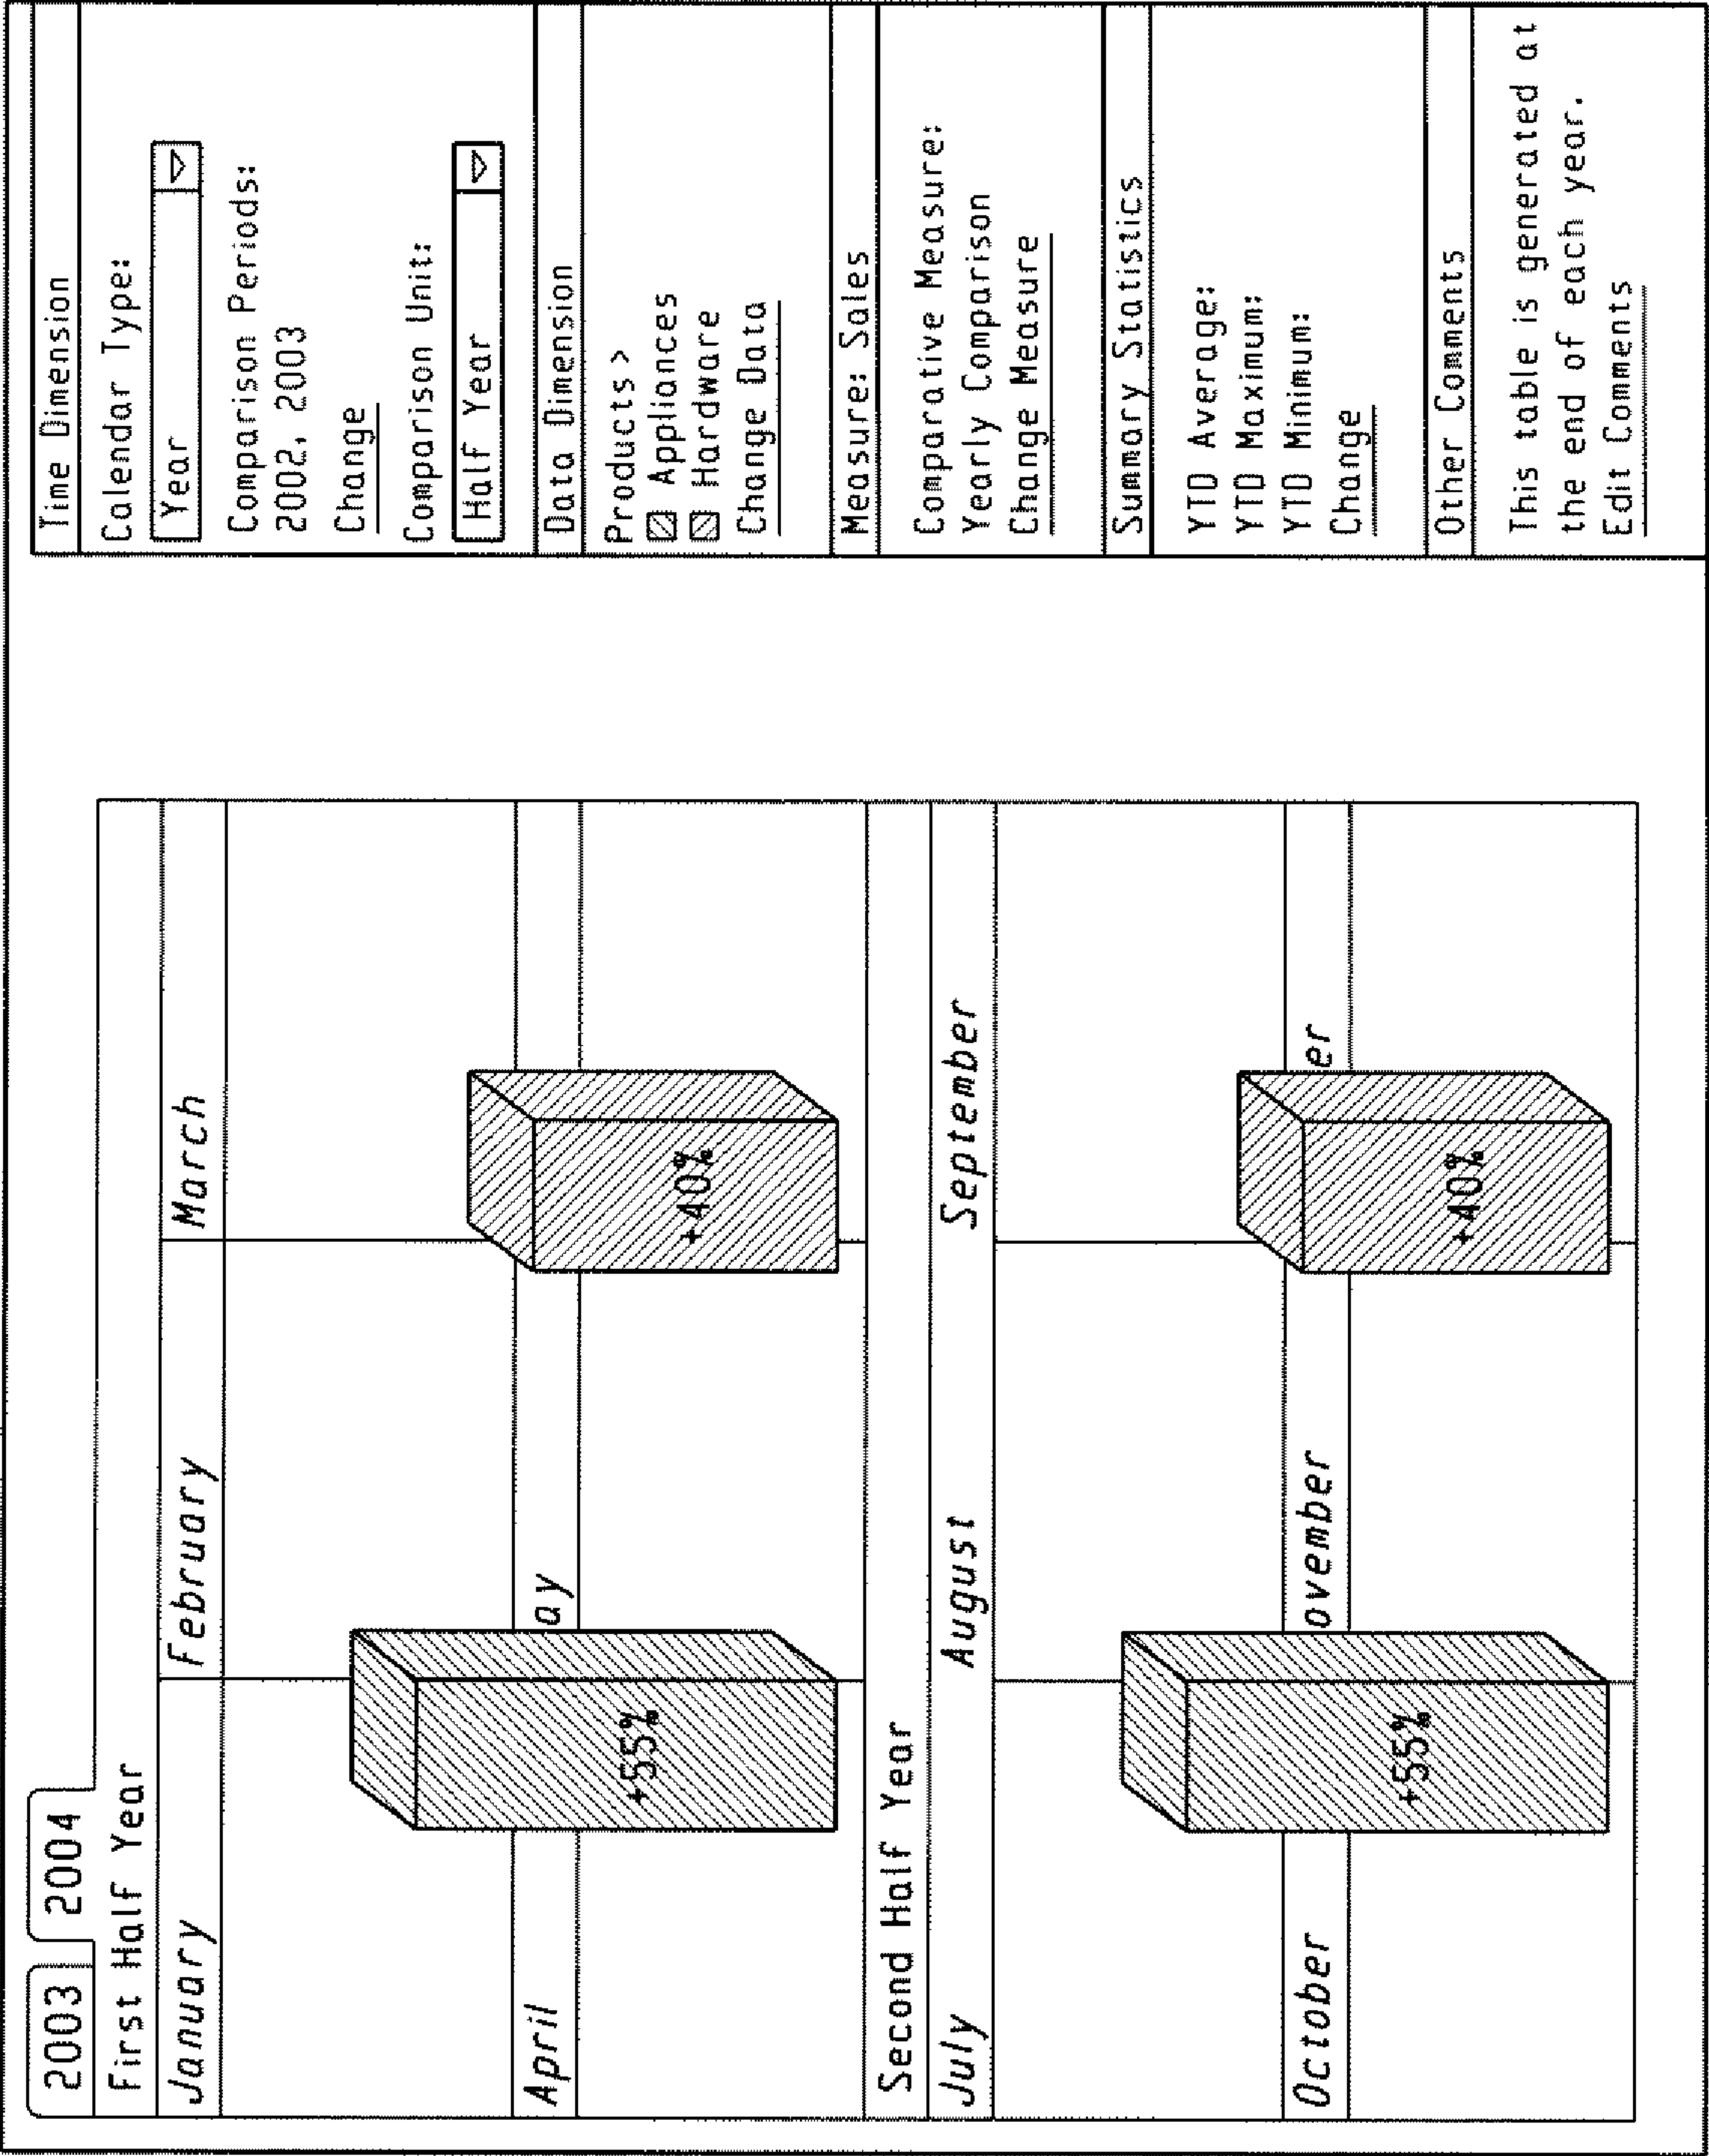 2003 2004
First Half Year
January February March
April ay
+55% +40%
Second Half Year
July August September
October ovember er
+55% +40%
Time Dimension
Calendar Type:
Year
Comparison Periods:
2002, 2003
Change
Comparison Unit:
Half Year
Data Dimension
Products >
Appliances
Hardware
Change Data
Measure: Sales
Comparative Measure:
Yearly Comparison
Change Measure
Summary Statistics
YTD Average:
YTD Maximum:
YTD Minimum:
Change
Other Comments
This table is generated at
the end of each year.
Edit Comments